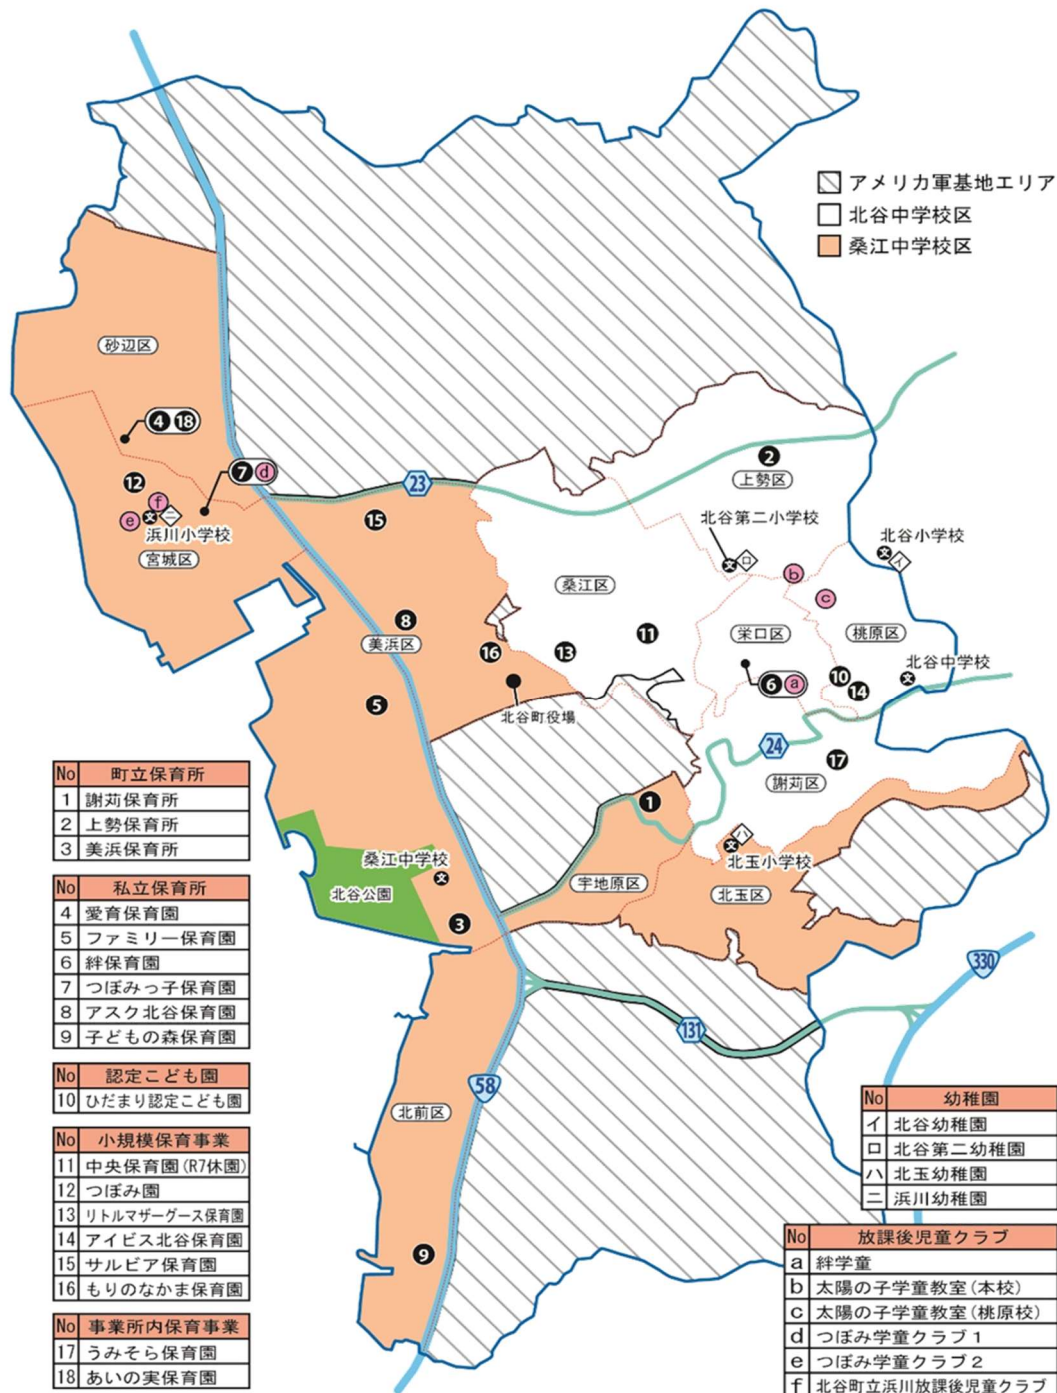 アメリカ軍基地エリア
北谷中学校区
桑江中学校区
砂辺区
4 18
12
7 d
f
e
文
ニ
浜川小学校
宮城区
23
15
2
上勢区
北谷第二小学校
文
ロ
北谷小学校
文
イ
b
c
桑江区
栄口区
桃原区
8
美浜区
16
13
11
北谷中学校
文
6 a
10
14
5
北谷町役場
24
17
謝苅区
1
ハ
文
北玉小学校
桑江中学校
文
北谷公園
宇地原区
北玉区
3
330
131
58
北前区
9
No 町立保育所
1 謝苅保育所
2 上勢保育所
3 美浜保育所
No 私立保育所
4 愛育保育園
5 ファミリー保育園
6 絆保育園
7 つぼみっ子保育園
8 アスク北谷保育園
9 子どもの森保育園
No 認定こども園
10 ひだまり認定こども園
No 小規模保育事業
11 中央保育園(R7休園)
12 つぼみ園
13 リトルマザーグース保育園
14 アイビス北谷保育園
15 サルビア保育園
16 もりのなかま保育園
No 事業所内保育事業
17 うみそら保育園
18 あいの実保育園
No 幼稚園
イ 北谷幼稚園
ロ 北谷第二幼稚園
ハ 北玉幼稚園
ニ 浜川幼稚園
No 放課後児童クラブ
a 絆学童
b 太陽の子学童教室(本校)
c 太陽の子学童教室(桃原校)
d つぼみ学童クラブ1
e つぼみ学童クラブ2
f 北谷町立浜川放課後児童クラブ